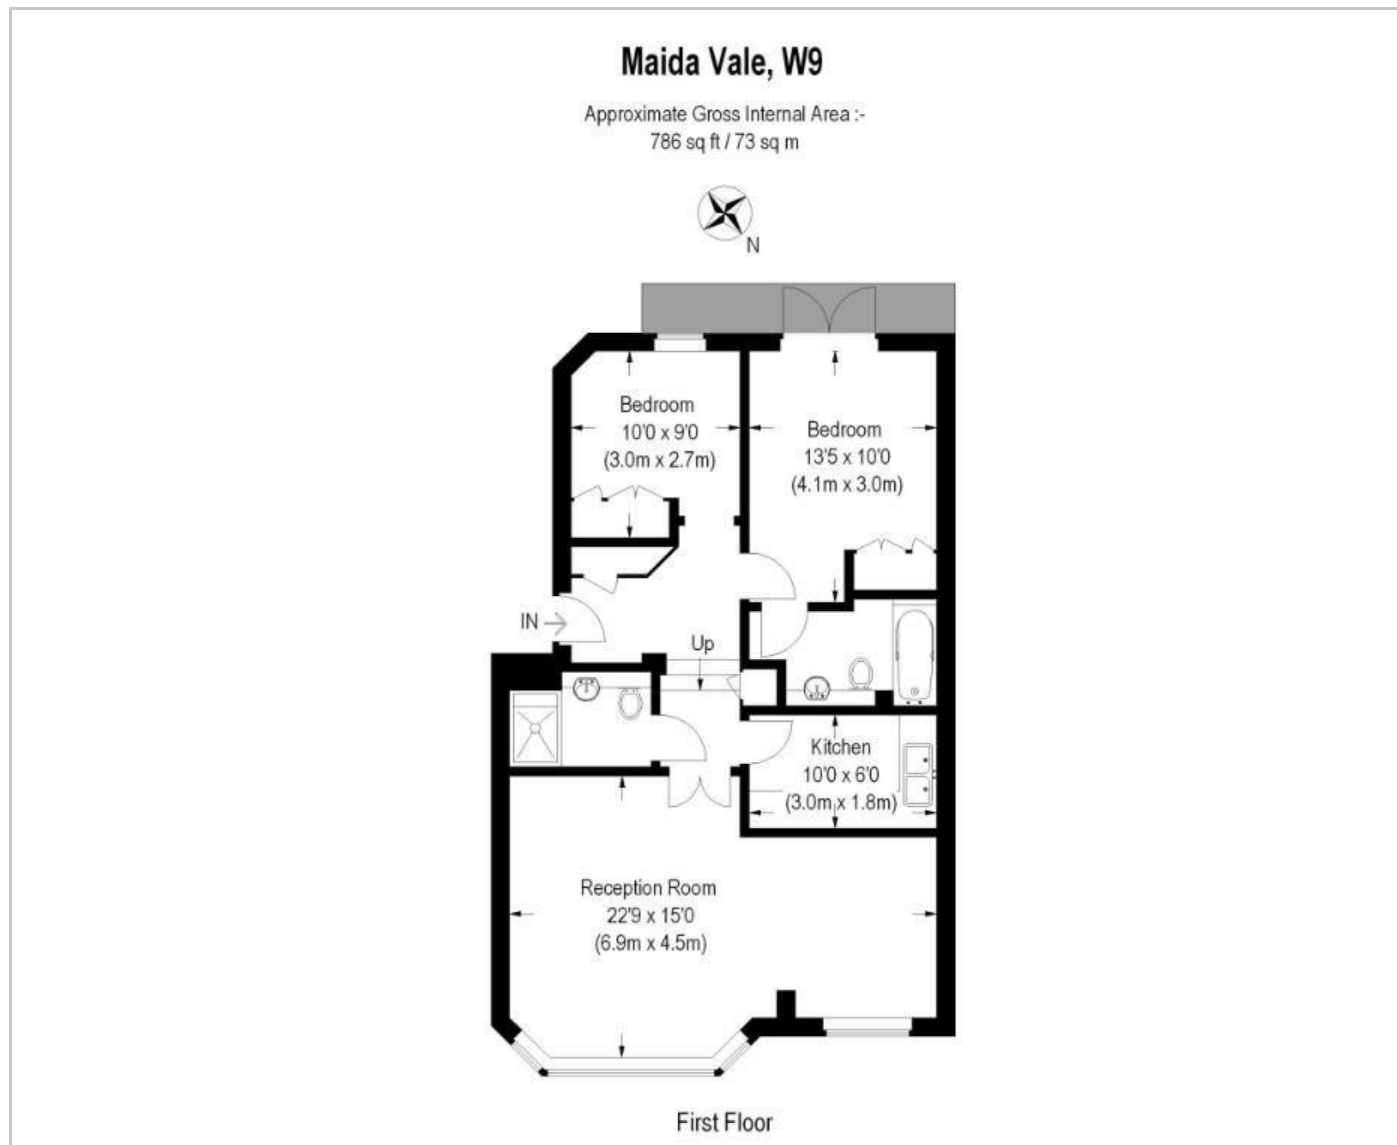 Maida Vale, W9
Approximate Gross Internal Area :-
786 sq ft / 73 sq m
N
Bedroom
10'0 x 9'0
(3.0m x 2.7m)
Bedroom
13'5 x 10'0
(4.1m x 3.0m)
IN
Up
Kitchen
10'0 x 6'0
(3.0m x 1.8m)
Reception Room
22'9 x 15'0
(6.9m x 4.5m)
First Floor